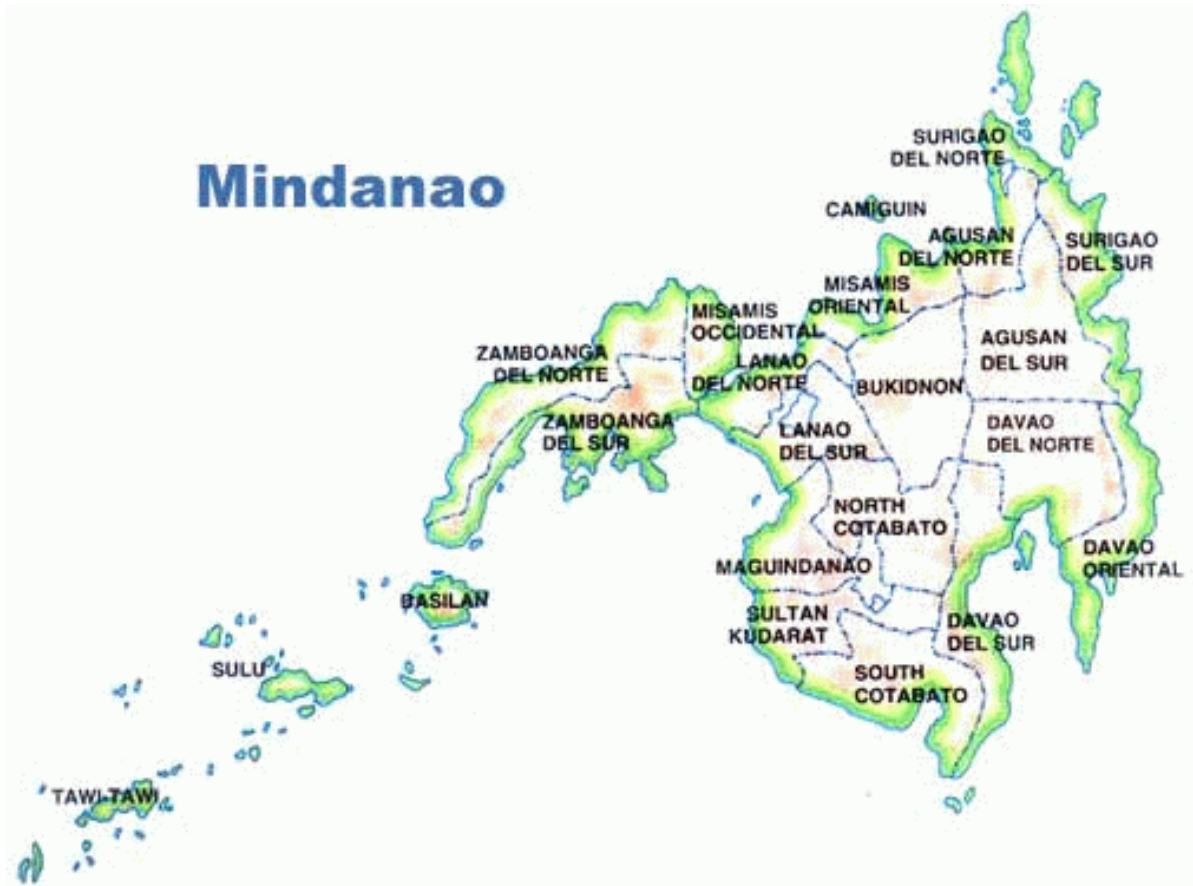 Mindanao
SURIGAO
DEL NORTE
CAMIGUIN
AGUSAN
DEL NORTE
SURIGAO
DEL SUR
MISAMIS
ORIENTAL
MISAMIS
OCCIDENTAL
AGUSAN
DEL SUR
ZAMBOANGA
DEL NORTE
LANAO
DEL NORTE
BUKIDNON
ZAMBOANGA
DEL SUR
LANAO
DEL SUR
DAVAO
DEL NORTE
NORTH
COTABATO
DAVAO
ORIENTAL
MAGUINDANAO
BASILAN
SULTAN
KUDARAT
DAVAO
DEL SUR
SULU
SOUTH
COTABATO
TAWI-TAWI